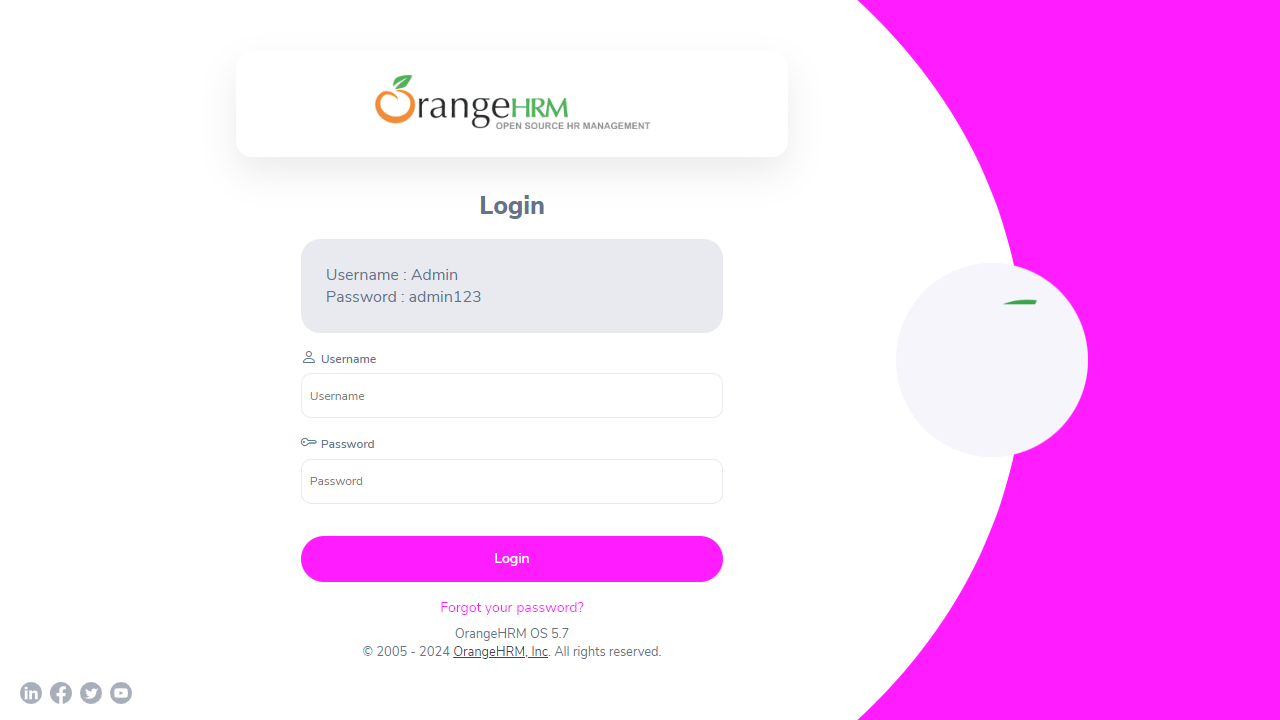 OrangeHRM
OPEN SOURCE HR MANAGEMENT
Login
Username : Admin
Password : admin123
Username
Username
Password
Password
Login
Forgot your password?
OrangeHRM OS 5.7
© 2005 - 2024 OrangeHRM, Inc. All rights reserved.